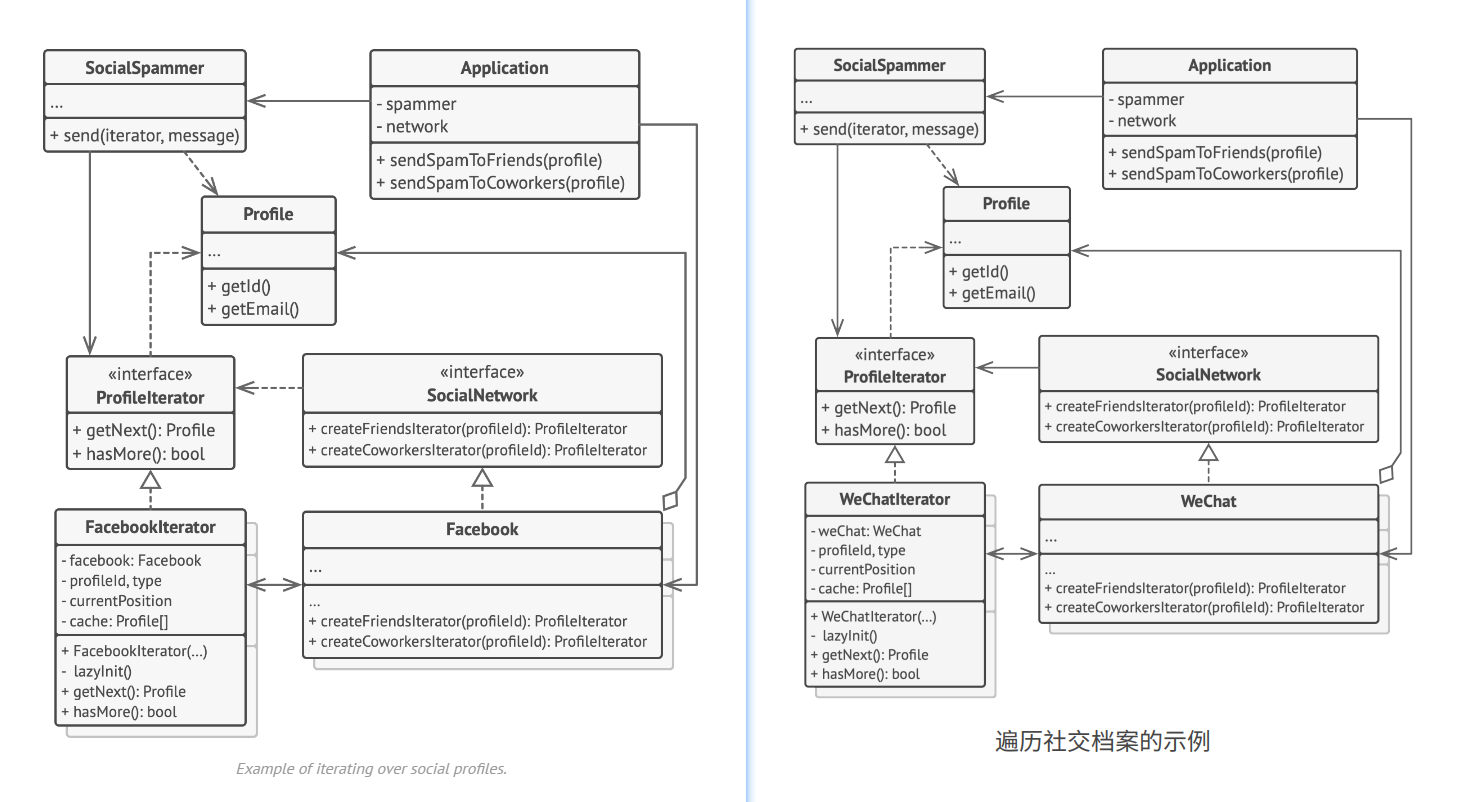 SocialSpammer
...
+ send(iterator, message)
Application
- spammer
- network
+ sendSpamToFriends(profile)
+ sendSpamToCoworkers(profile)
Profile
...
+ getId()
+ getEmail()
«interface»
ProfileIterator
+ getNext(): Profile
+ hasMore(): bool
«interface»
SocialNetwork
+ createFriendsIterator(profileId): ProfileIterator
+ createCoworkersIterator(profileId): ProfileIterator
FacebookIterator
- facebook: Facebook
- profileId, type
- currentPosition
- cache: Profile[]
+ FacebookIterator(...)
- lazyInit()
+ getNext(): Profile
+ hasMore(): bool
Facebook
...
...
+ createFriendsIterator(profileId): ProfileIterator
+ createCoworkersIterator(profileId): ProfileIterator
Example of iterating over social profiles.
SocialSpammer
...
+ send(iterator, message)
Application
- spammer
- network
+ sendSpamToFriends(profile)
+ sendSpamToCoworkers(profile)
Profile
...
+ getId()
+ getEmail()
«interface»
ProfileIterator
+ getNext(): Profile
+ hasMore(): bool
«interface»
SocialNetwork
+ createFriendsIterator(profileId): ProfileIterator
+ createCoworkersIterator(profileId): ProfileIterator
WeChatIterator
- weChat: WeChat
- profileId, type
- currentPosition
- cache: Profile[]
+ WeChatIterator(...)
- lazyInit()
+ getNext(): Profile
+ hasMore(): bool
WeChat
...
...
+ createFriendsIterator(profileId): ProfileIterator
+ createCoworkersIterator(profileId): ProfileIterator
遍历社交档案的示例